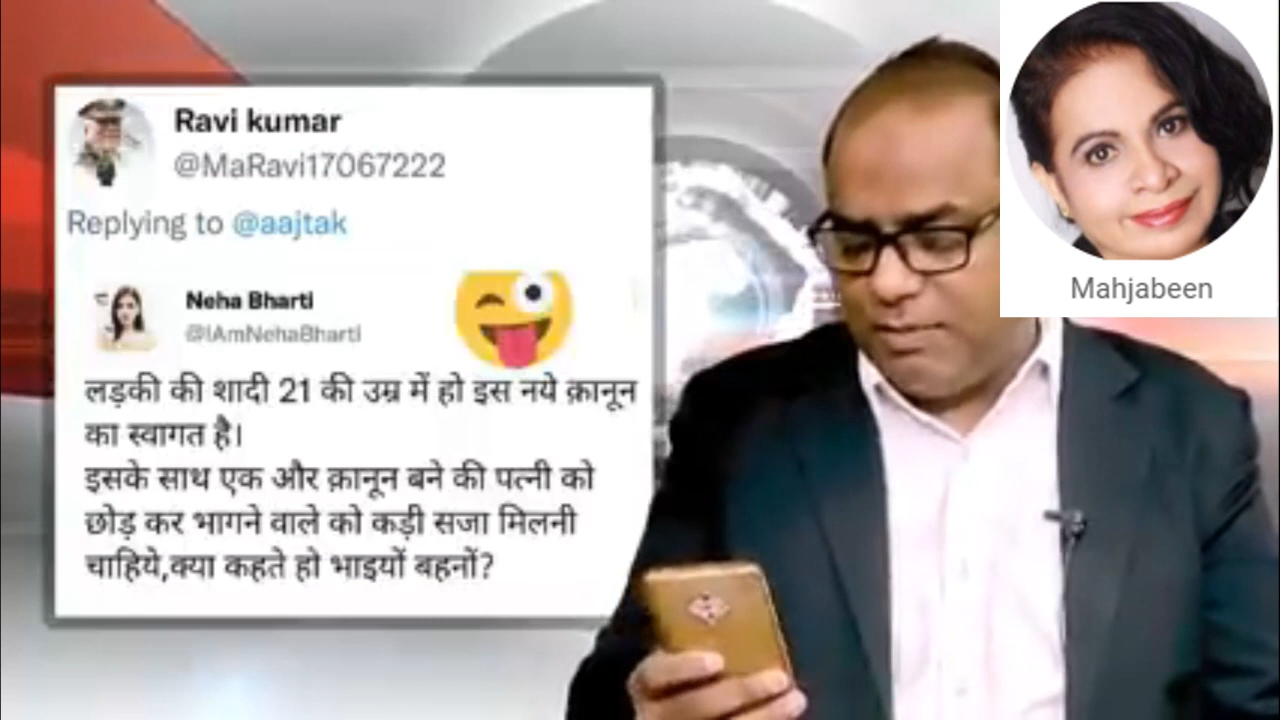 Ravi kumar
@MaRavi17067222
Replying to @aajtak
Neha Bharti
@IAmNehaBharti
लड़की की शादी 21 की उम्र में हो इस नये क़ानून
का स्वागत है।
इसके साथ एक और क़ानून बने की पत्नी को
छोड़ कर भागने वाले को कड़ी सजा मिलनी
चाहिये,क्या कहते हो भाइयों बहनों?
Mahjabeen